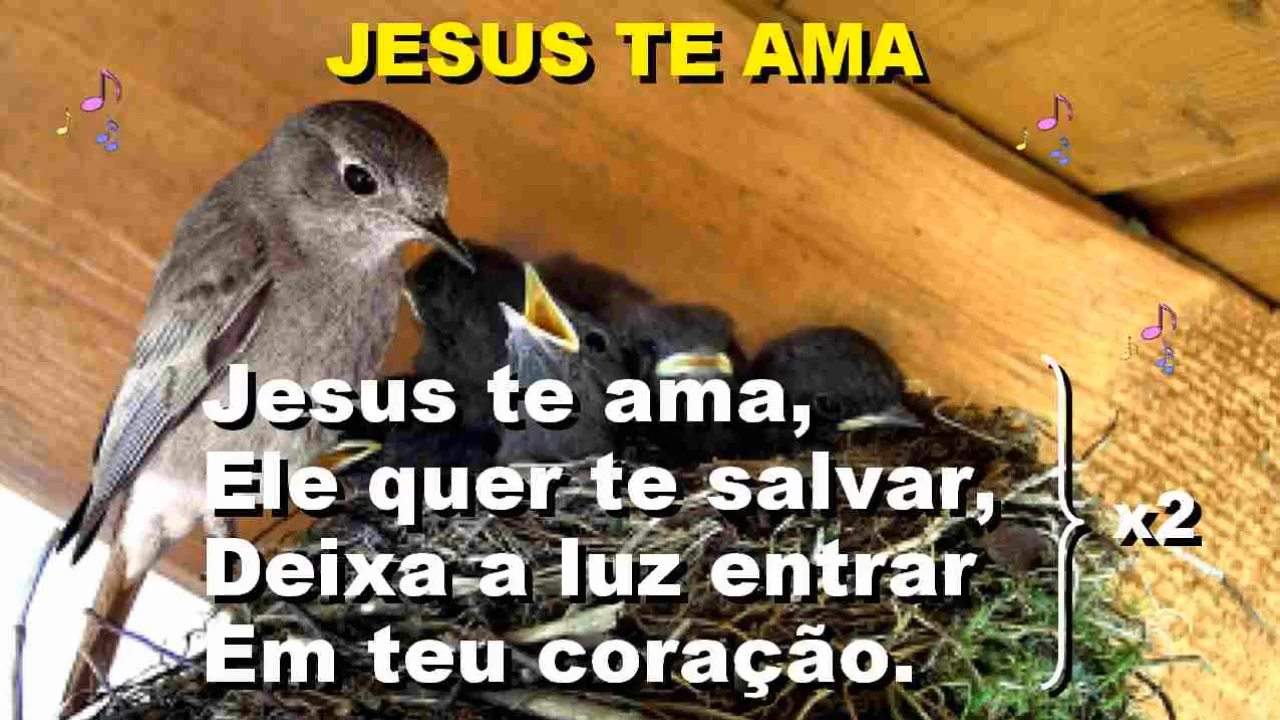 JESUS TE AMA
Jesus te ama,
Ele quer te salvar,
Deixa a luz entrar
Em teu coração.
x2